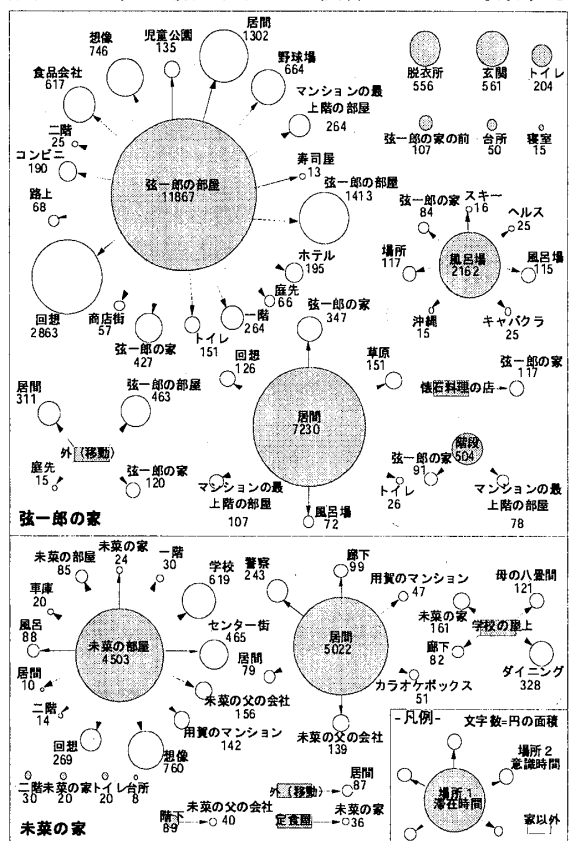 居間
1302
想像
746
児童公園
135
野球場
664
食品会社
617
マンションの最
上階の部屋
264
二階
25
コンビニ
190
弦一郎の部屋
11867
寿司屋
13
弦一郎の部屋
1413
路上
68
ホテル
195
回想
2863
庭先
66
商店街
57
弦一郎の家
427
トイレ
151
一階
264
脱衣所
556
玄関
561
トイレ
204
弦一郎の家の前
107
台所
50
寝室
15
弦一郎の家
84
スキー
16
ヘルス
25
場所
117
風呂場
2162
風呂場
115
沖縄
15
キャバクラ
25
弦一郎の家
347
回想
126
草原
151
居間
7230
マンションの最
上階の部屋
107
風呂場
72
弦一郎の家
117
懐石料理の店
階段
504
弦一郎の家
91
トイレ
26
マンションの最
上階の部屋
78
居間
311
弦一郎の部屋
463
外(移動)
庭先
15
弦一郎の家
120
弦一郎の家
未菜の部屋
85
未菜の家
24
一階
30
学校
619
車庫
20
風呂
88
未菜の部屋
4503
センター街
465
居間
10
未菜の父の会社
156
二階
14
用賀のマンション
142
回想
269
想像
760
二階
30
未菜の家
20
トイレ
20
台所
8
警察
243
廊下
99
用賀のマンション
47
居間
5022
居間
79
カラオケボックス
51
未菜の父の会社
139
母の八畳間
121
未菜の家
161
学校の屋上
廊下
82
ダイニング
328
外(移動)
居間
87
階下
89
未菜の父の会社
40
定食屋
未菜の家
36
未菜の家
-凡例-
文字数=円の面積
場所2
意識時間
場所1
滞在時間
家以外